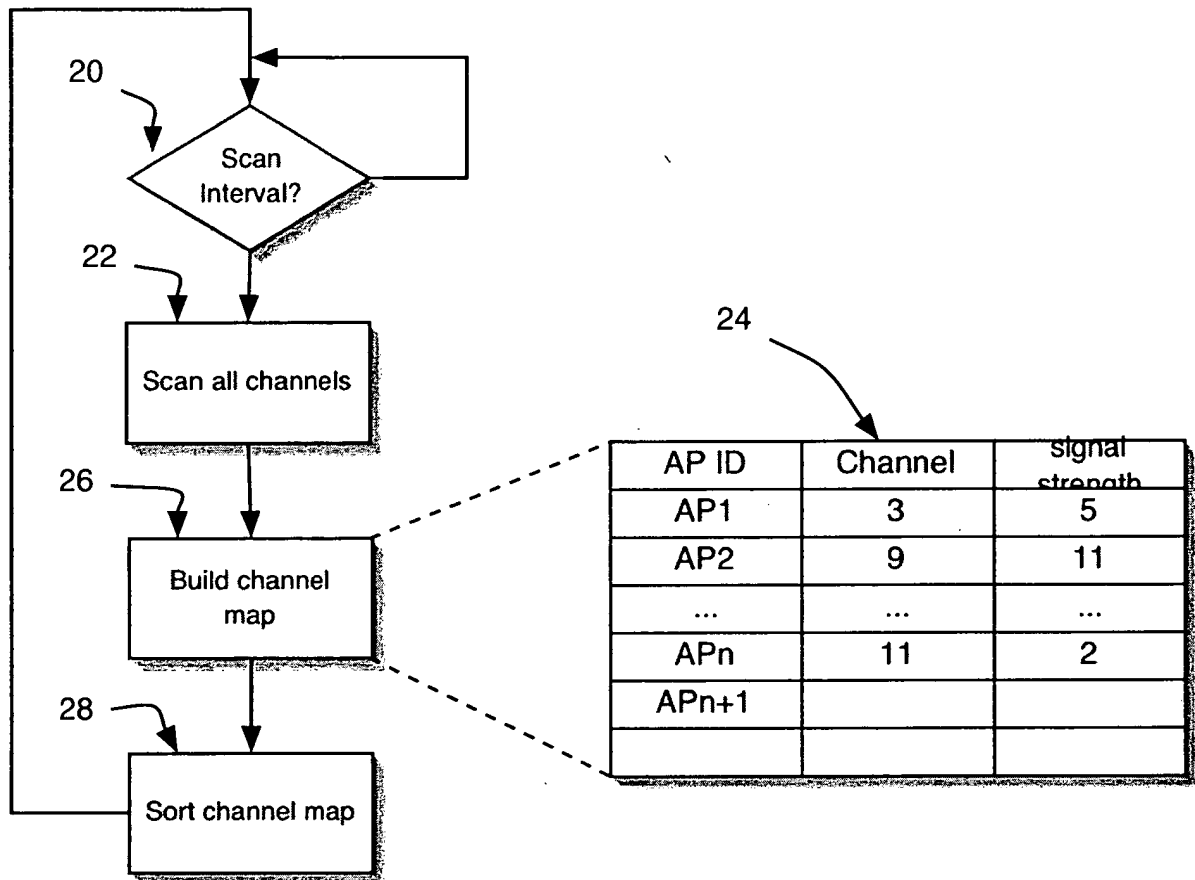 20
Scan
Interval?
22
Scan all channels
24
26
Build channel
map
AP ID Channel signal
strength
AP1 3 5
AP2 9 11
... ... ...
APn 11 2
APn+1
28
Sort channel map